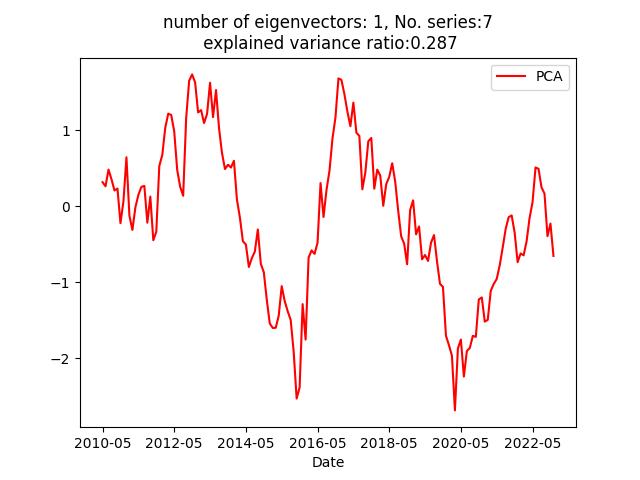 number of eigenvectors: 1, No. series:7
explained variance ratio:0.287
PCA
1
0
−1
−2
2010-05 2012-05 2014-05 2016-05 2018-05 2020-05 2022-05
Date